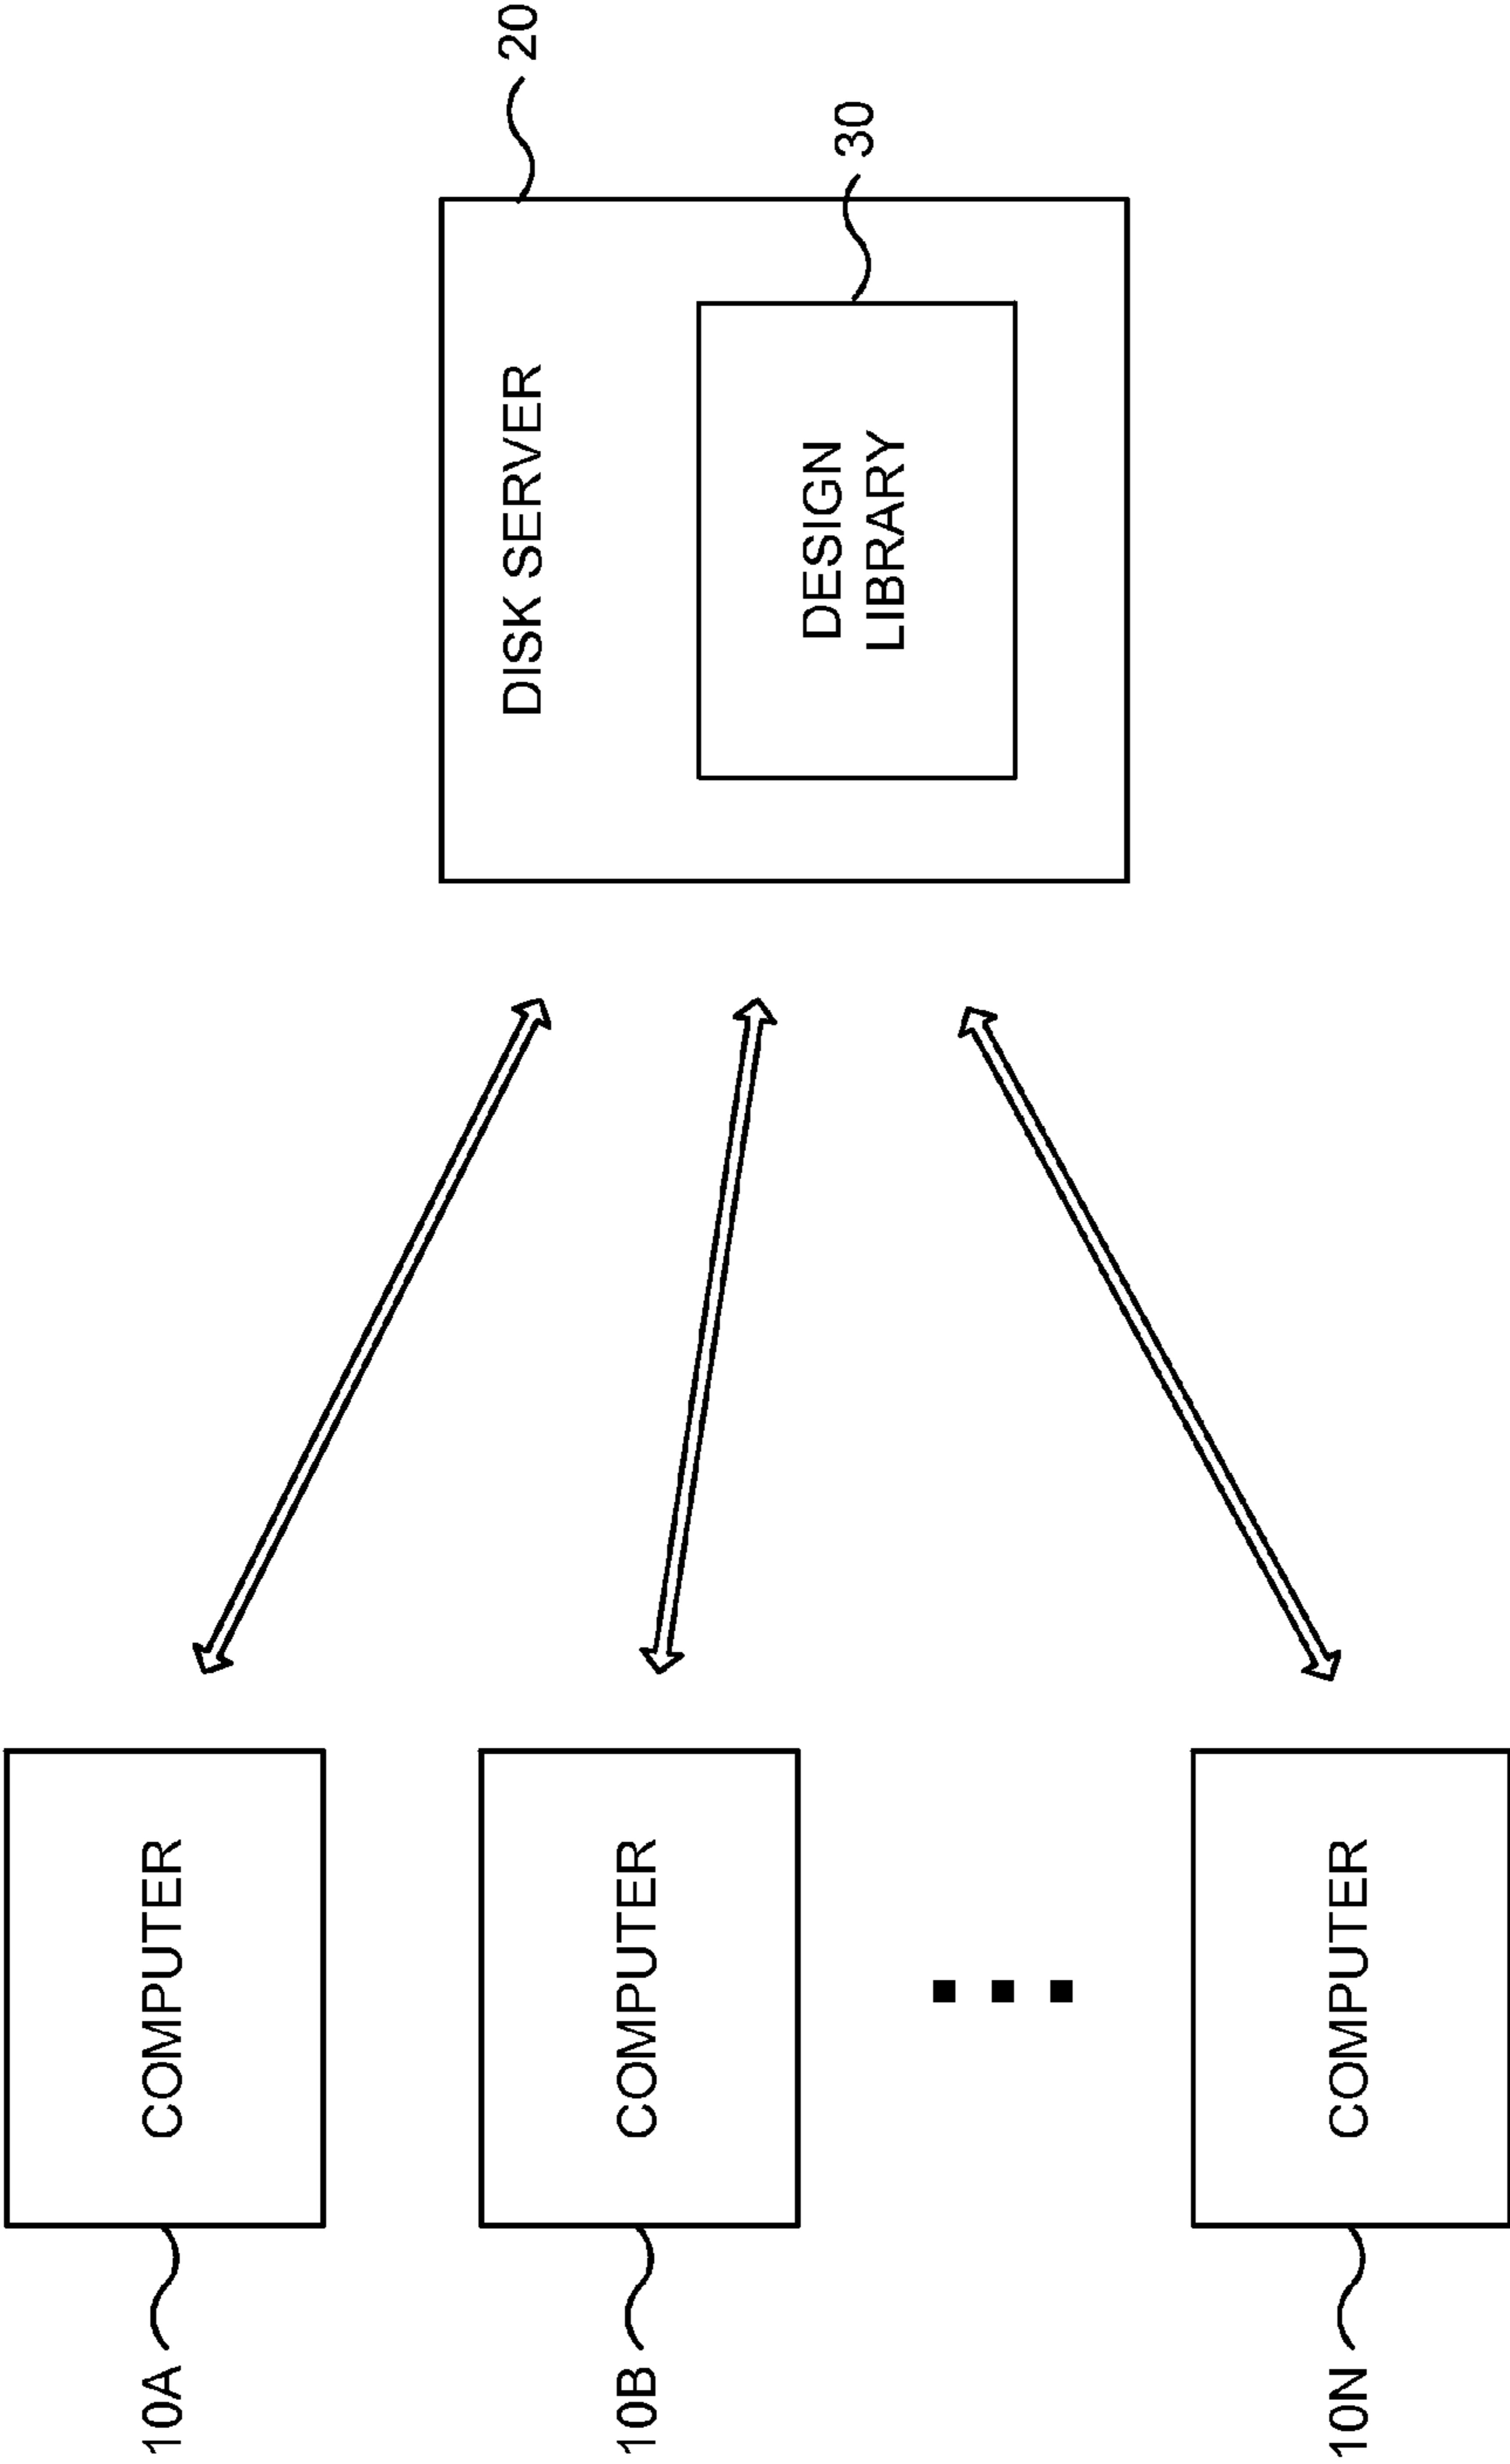 10A
COMPUTER
10B
COMPUTER
10N
COMPUTER
DISK SERVER
20
DESIGN
LIBRARY
30